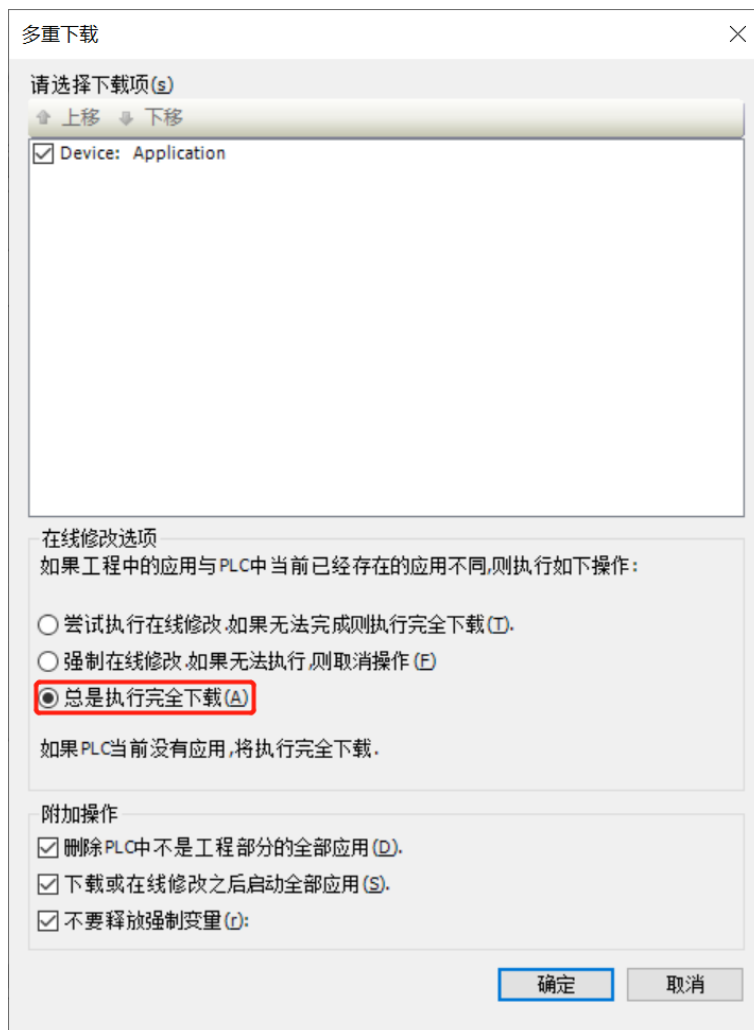 多重下载
请选择下载项(s)
上移 下移
Device: Application
在线修改选项
如果工程中的应用与PLC中当前已经存在的应用不同,则执行如下操作:
尝试执行在线修改.如果无法完成则执行完全下载(T).
强制在线修改.如果无法执行,则取消操作(F)
总是执行完全下载(A)
如果PLC当前没有应用,将执行完全下载.
附加操作
删除PLC中不是工程部分的全部应用(D).
下载或在线修改之后启动全部应用(S).
不要释放强制变量(r):
确定 取消